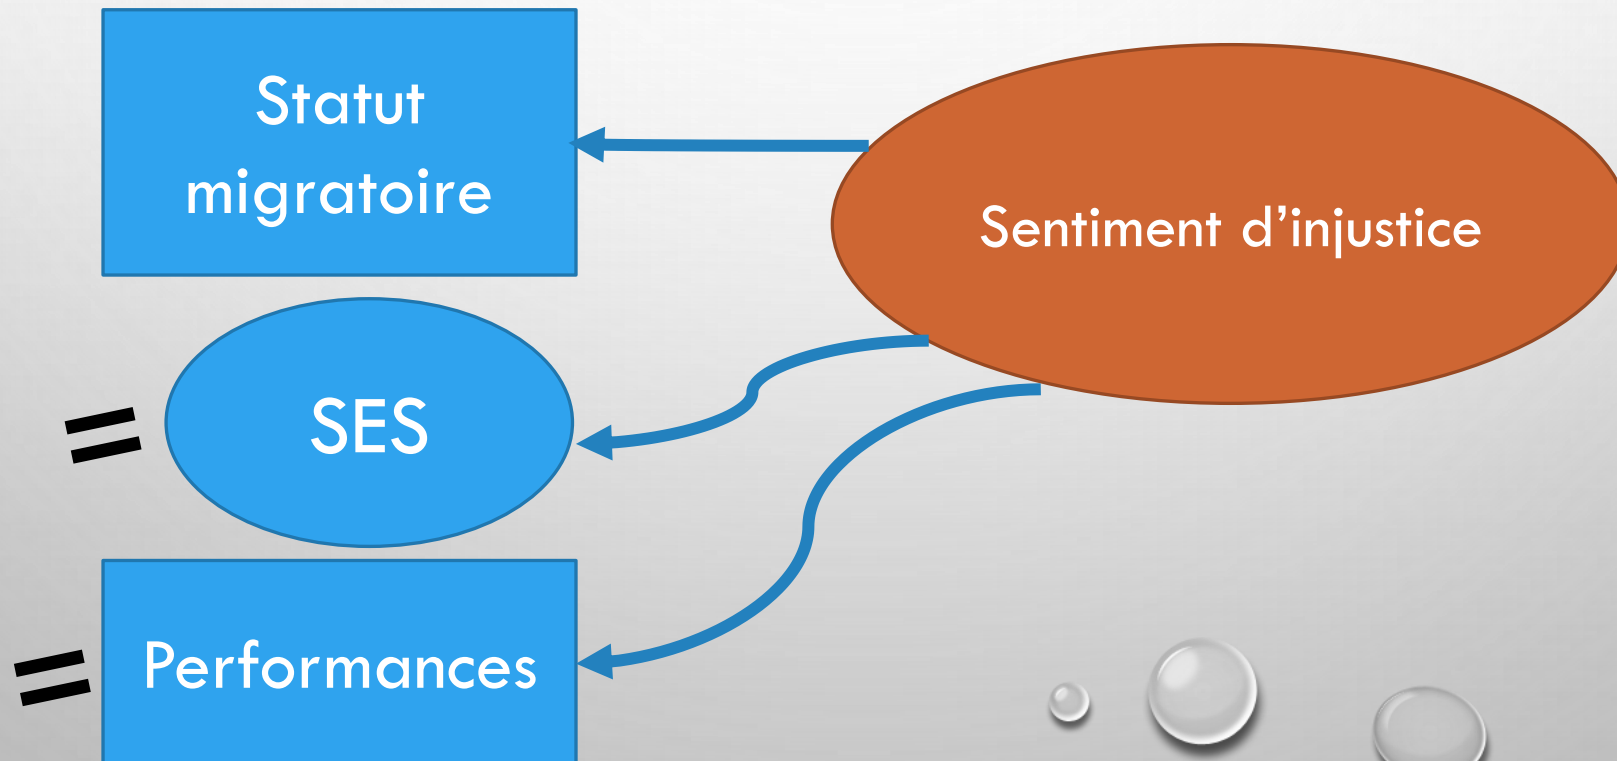 Statut
migratoire
Sentiment d’injustice
=
SES
=
Performances